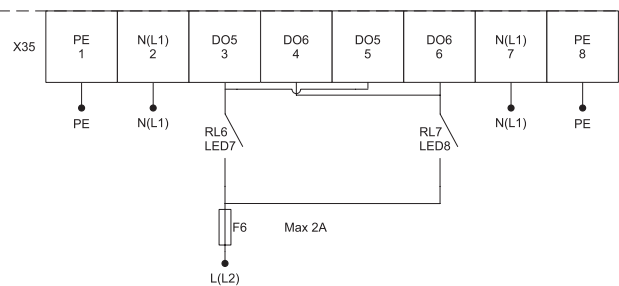 X35
PE N(L1) DO5 DO6 DO5 DO6 N(L1) PE
1 2 3 4 5 6 7 8
PE N(L1) N(L1) PE
RL6 RL7
LED7 LED8
F6 Max 2A
L(L2)